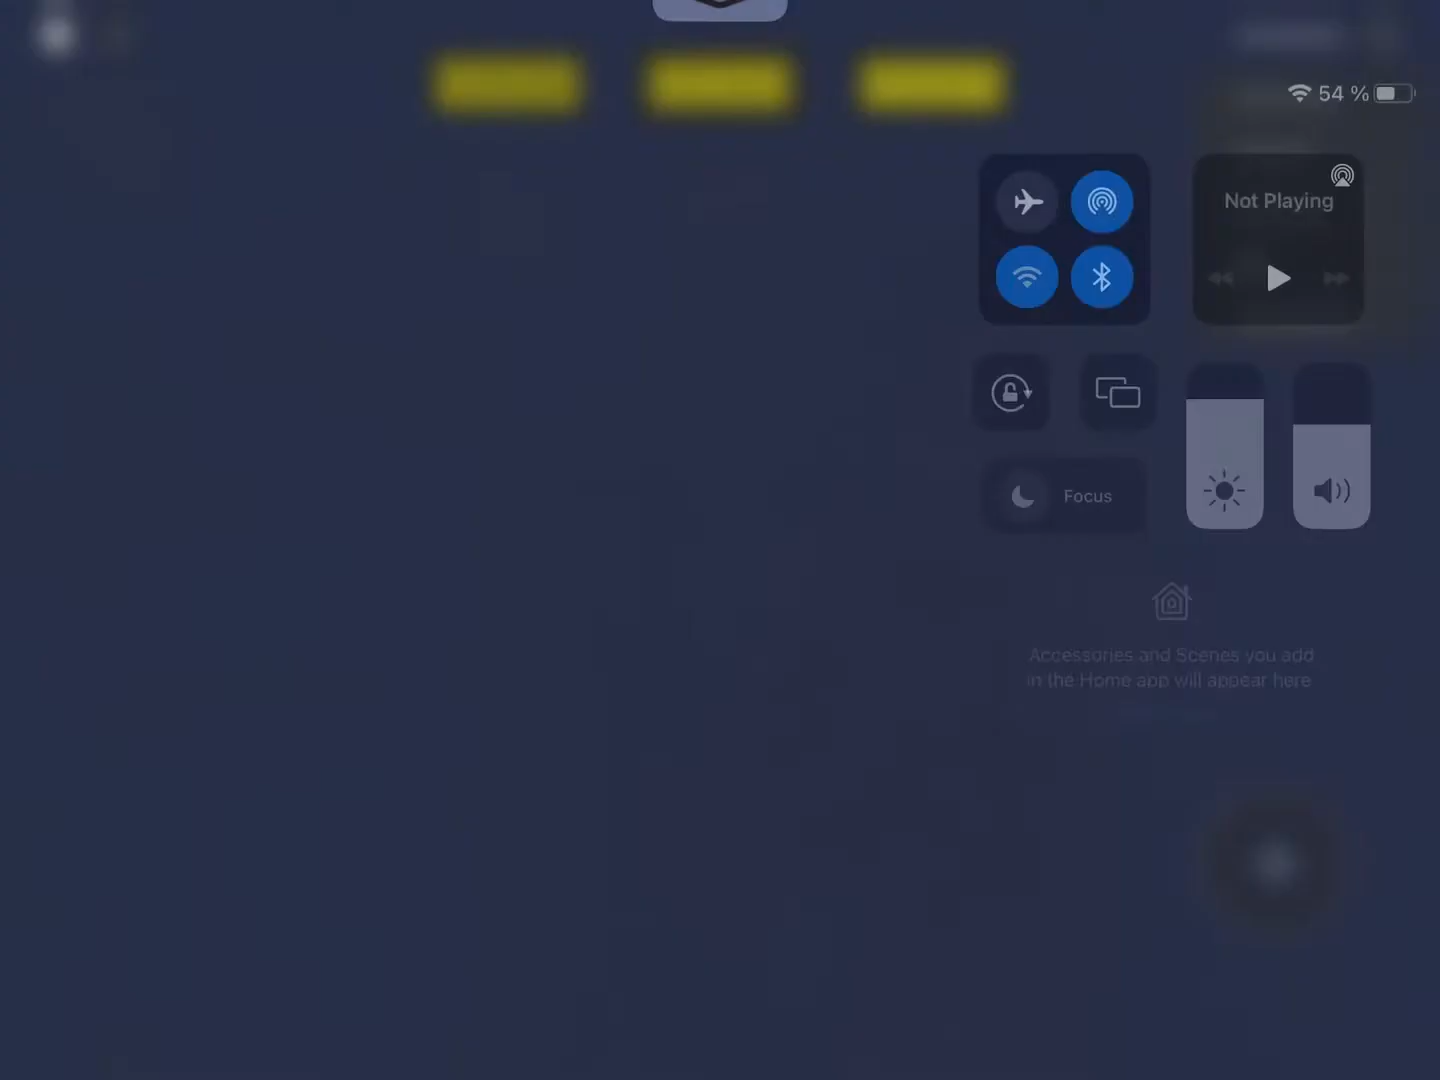 54 %
Not Playing
Focus
Accessories and Scenes you add
in the Home app will appear here